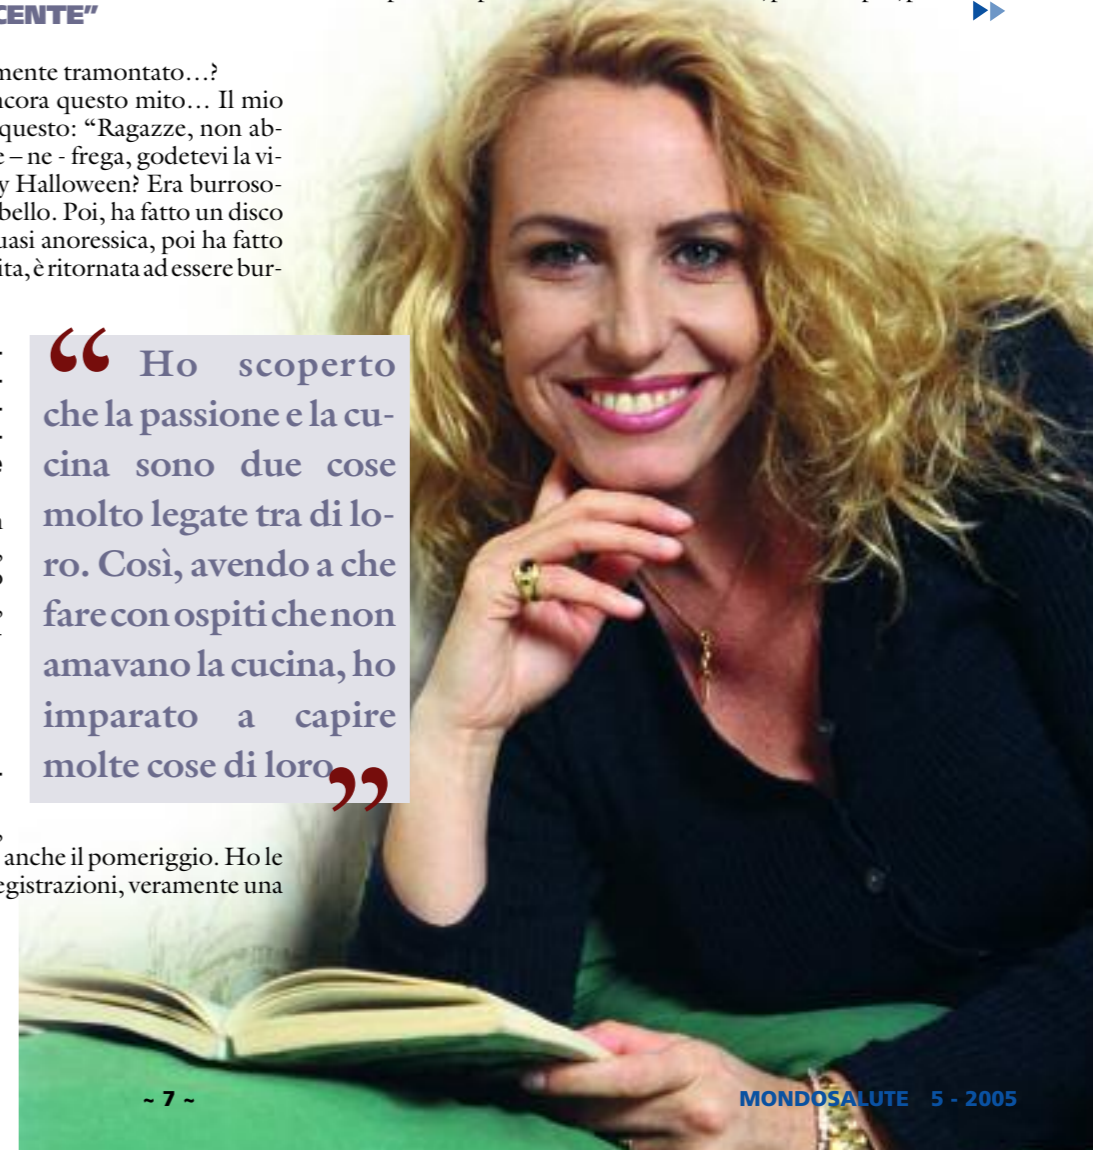 CENTE”
mente tramontato…?
ncora questo mito… Il mio
questo: “Ragazze, non ab-
e – ne - frega, godetevi la vi-
y Halloween? Era burroso-
bello. Poi, ha fatto un disco
uasi anoressica, poi ha fatto
ita, è ritornata ad essere bur-
“ Ho scoperto
che la passione e la cu-
cina sono due cose
molto legate tra di lo-
ro. Così, avendo a che
fare con ospiti che non
amavano la cucina, ho
imparato a capire
molte cose di loro ”
anche il pomeriggio. Ho le
egistrazioni, veramente una
~ 7 ~
MONDOSALUTE 5 - 2005